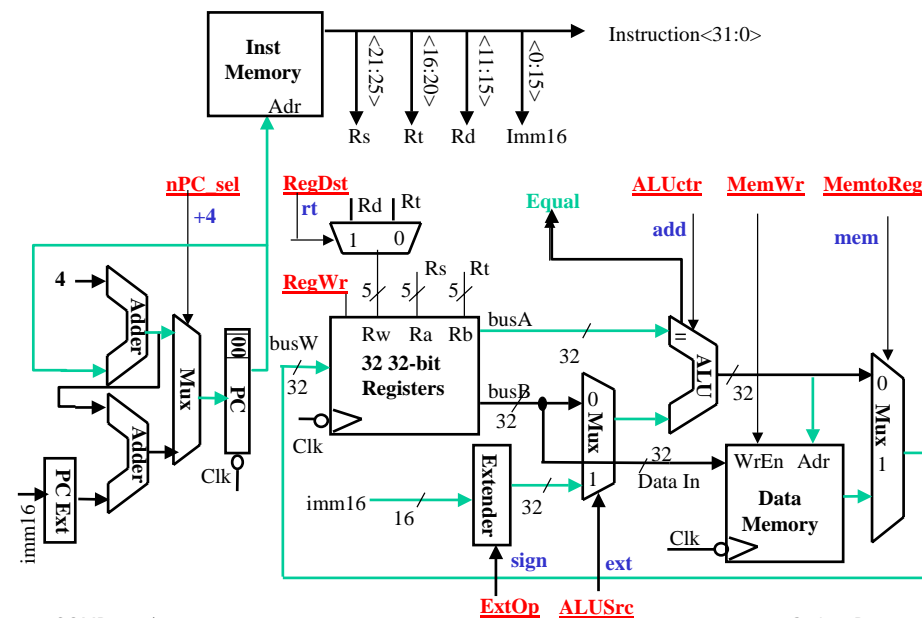 Inst
Memory
Adr
Instruction<31:0>
<21:25>
<16:20>
<11:15>
<0:15>
Rs
Rt
Rd
Imm16
nPC_sel
RegDst
ALUctr
MemWr
MemtoReg
Equal
+4
rt
Rd
Rt
add
mem
1
0
4
Adder
RegWr
5
5
5
Rs
Rt
busA
busW
Rw
Ra
Rb
32
32
=
ALU
00
PC
Mux
32 32-bit
Registers
busB
32
0
Mux
1
32
0
Mux
1
Adder
Clk
Clk
32
WrEn
Adr
Data In
Data
Memory
PC Ext
imm16
imm16
16
Extender
32
Clk
sign
ext
ExtOp
ALUSrc